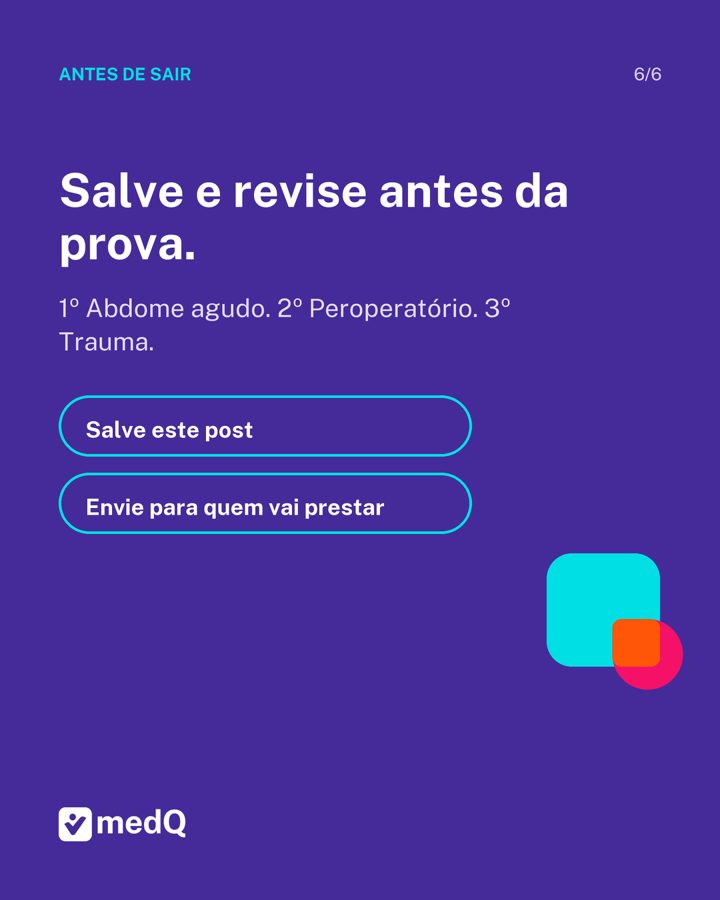 ANTES DE SAIR
6/6
Salve e revise antes da
prova.
1º Abdome agudo. 2º Peroperatório. 3º
Trauma.
Salve este post
Envie para quem vai prestar
medQ